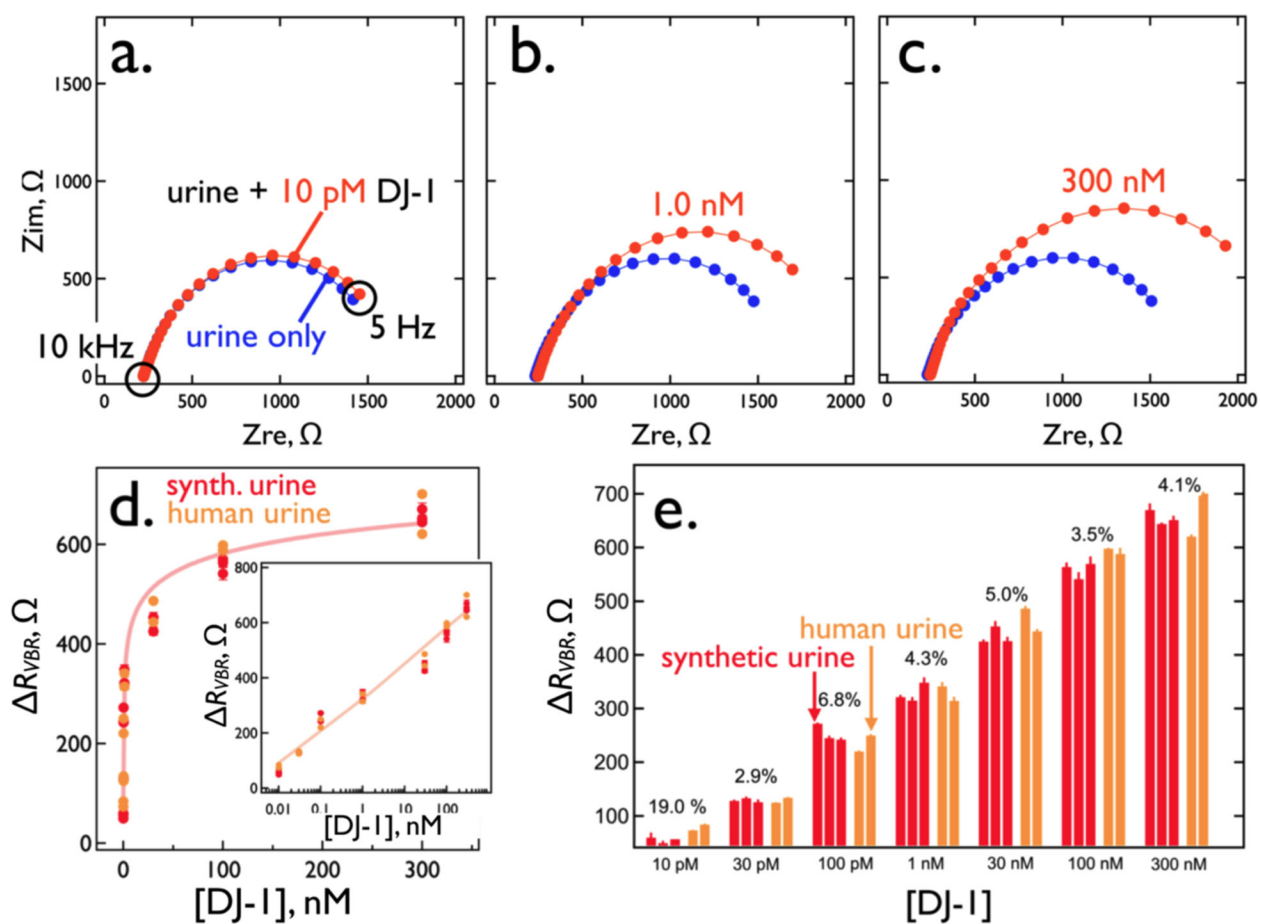 a.
1500
1000
500
0
Zim, Ω
urine + 10 pM DJ-1
urine only
10 kHz
5 Hz
0 500 1000 1500 2000
Zre, Ω
b.
1.0 nM
0 500 1000 1500 2000
Zre, Ω
c.
300 nM
0 500 1000 1500 2000
Zre, Ω
d.
synth. urine
human urine
600
400
200
0
ΔRVBR, Ω
0 100 200 300
[DJ-1], nM
800
600
400
200
0
ΔRVBR, Ω
0.01 0.1 1 10 100
[DJ-1], nM
e.
700
600
500
400
300
200
100
ΔRVBR, Ω
synthetic urine
human urine
19.0 %
2.9%
6.8%
4.3%
5.0%
3.5%
4.1%
10 pM 30 pM 100 pM 1 nM 30 nM 100 nM 300 nM
[DJ-1]